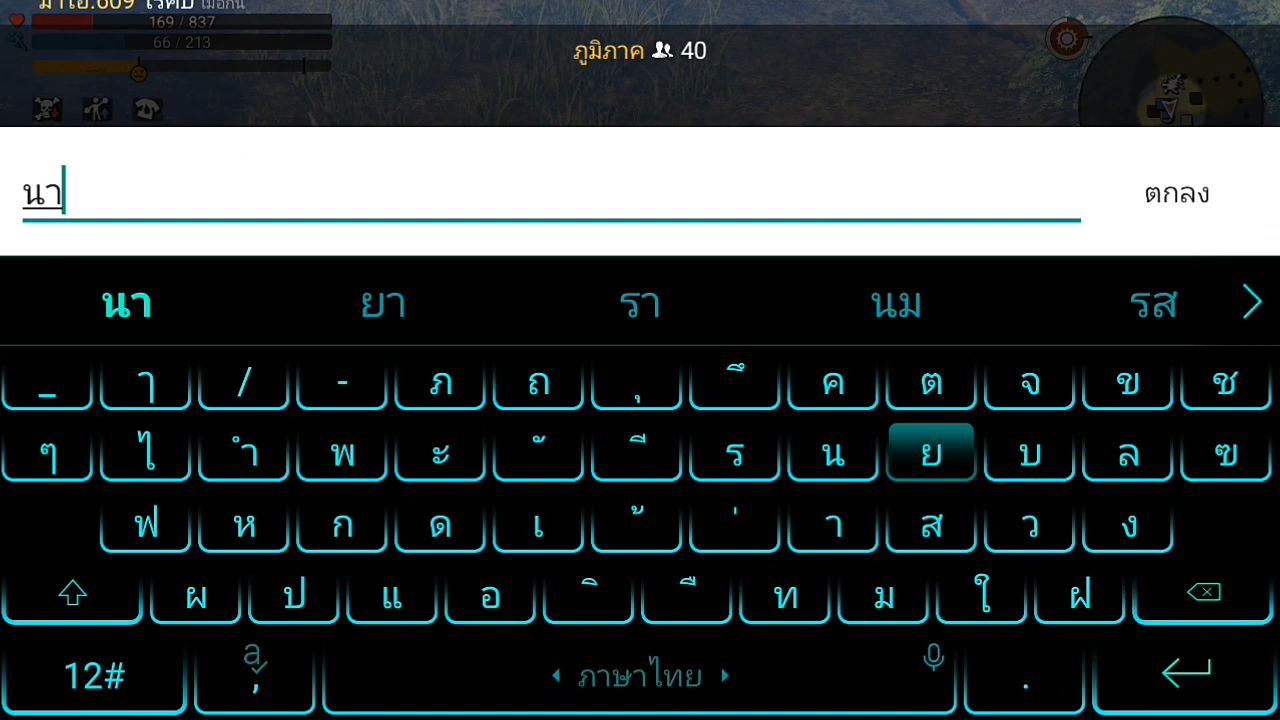 169 / 837
66 / 213
ภูมิภาค 40
นา ตกลง
นา ยา รา นม รส
_ ๅ / - ภ ถ ุ ึ ค ต จ ข ช
ๆ ไ ำ พ ะ ั ี ร น ย บ ล ฃ
ฟ ห ก ด เ ้ ่ า ส ว ง
ผ ป แ อ ิ ื ท ม ใ ฝ
12# a , ภาษาไทย .